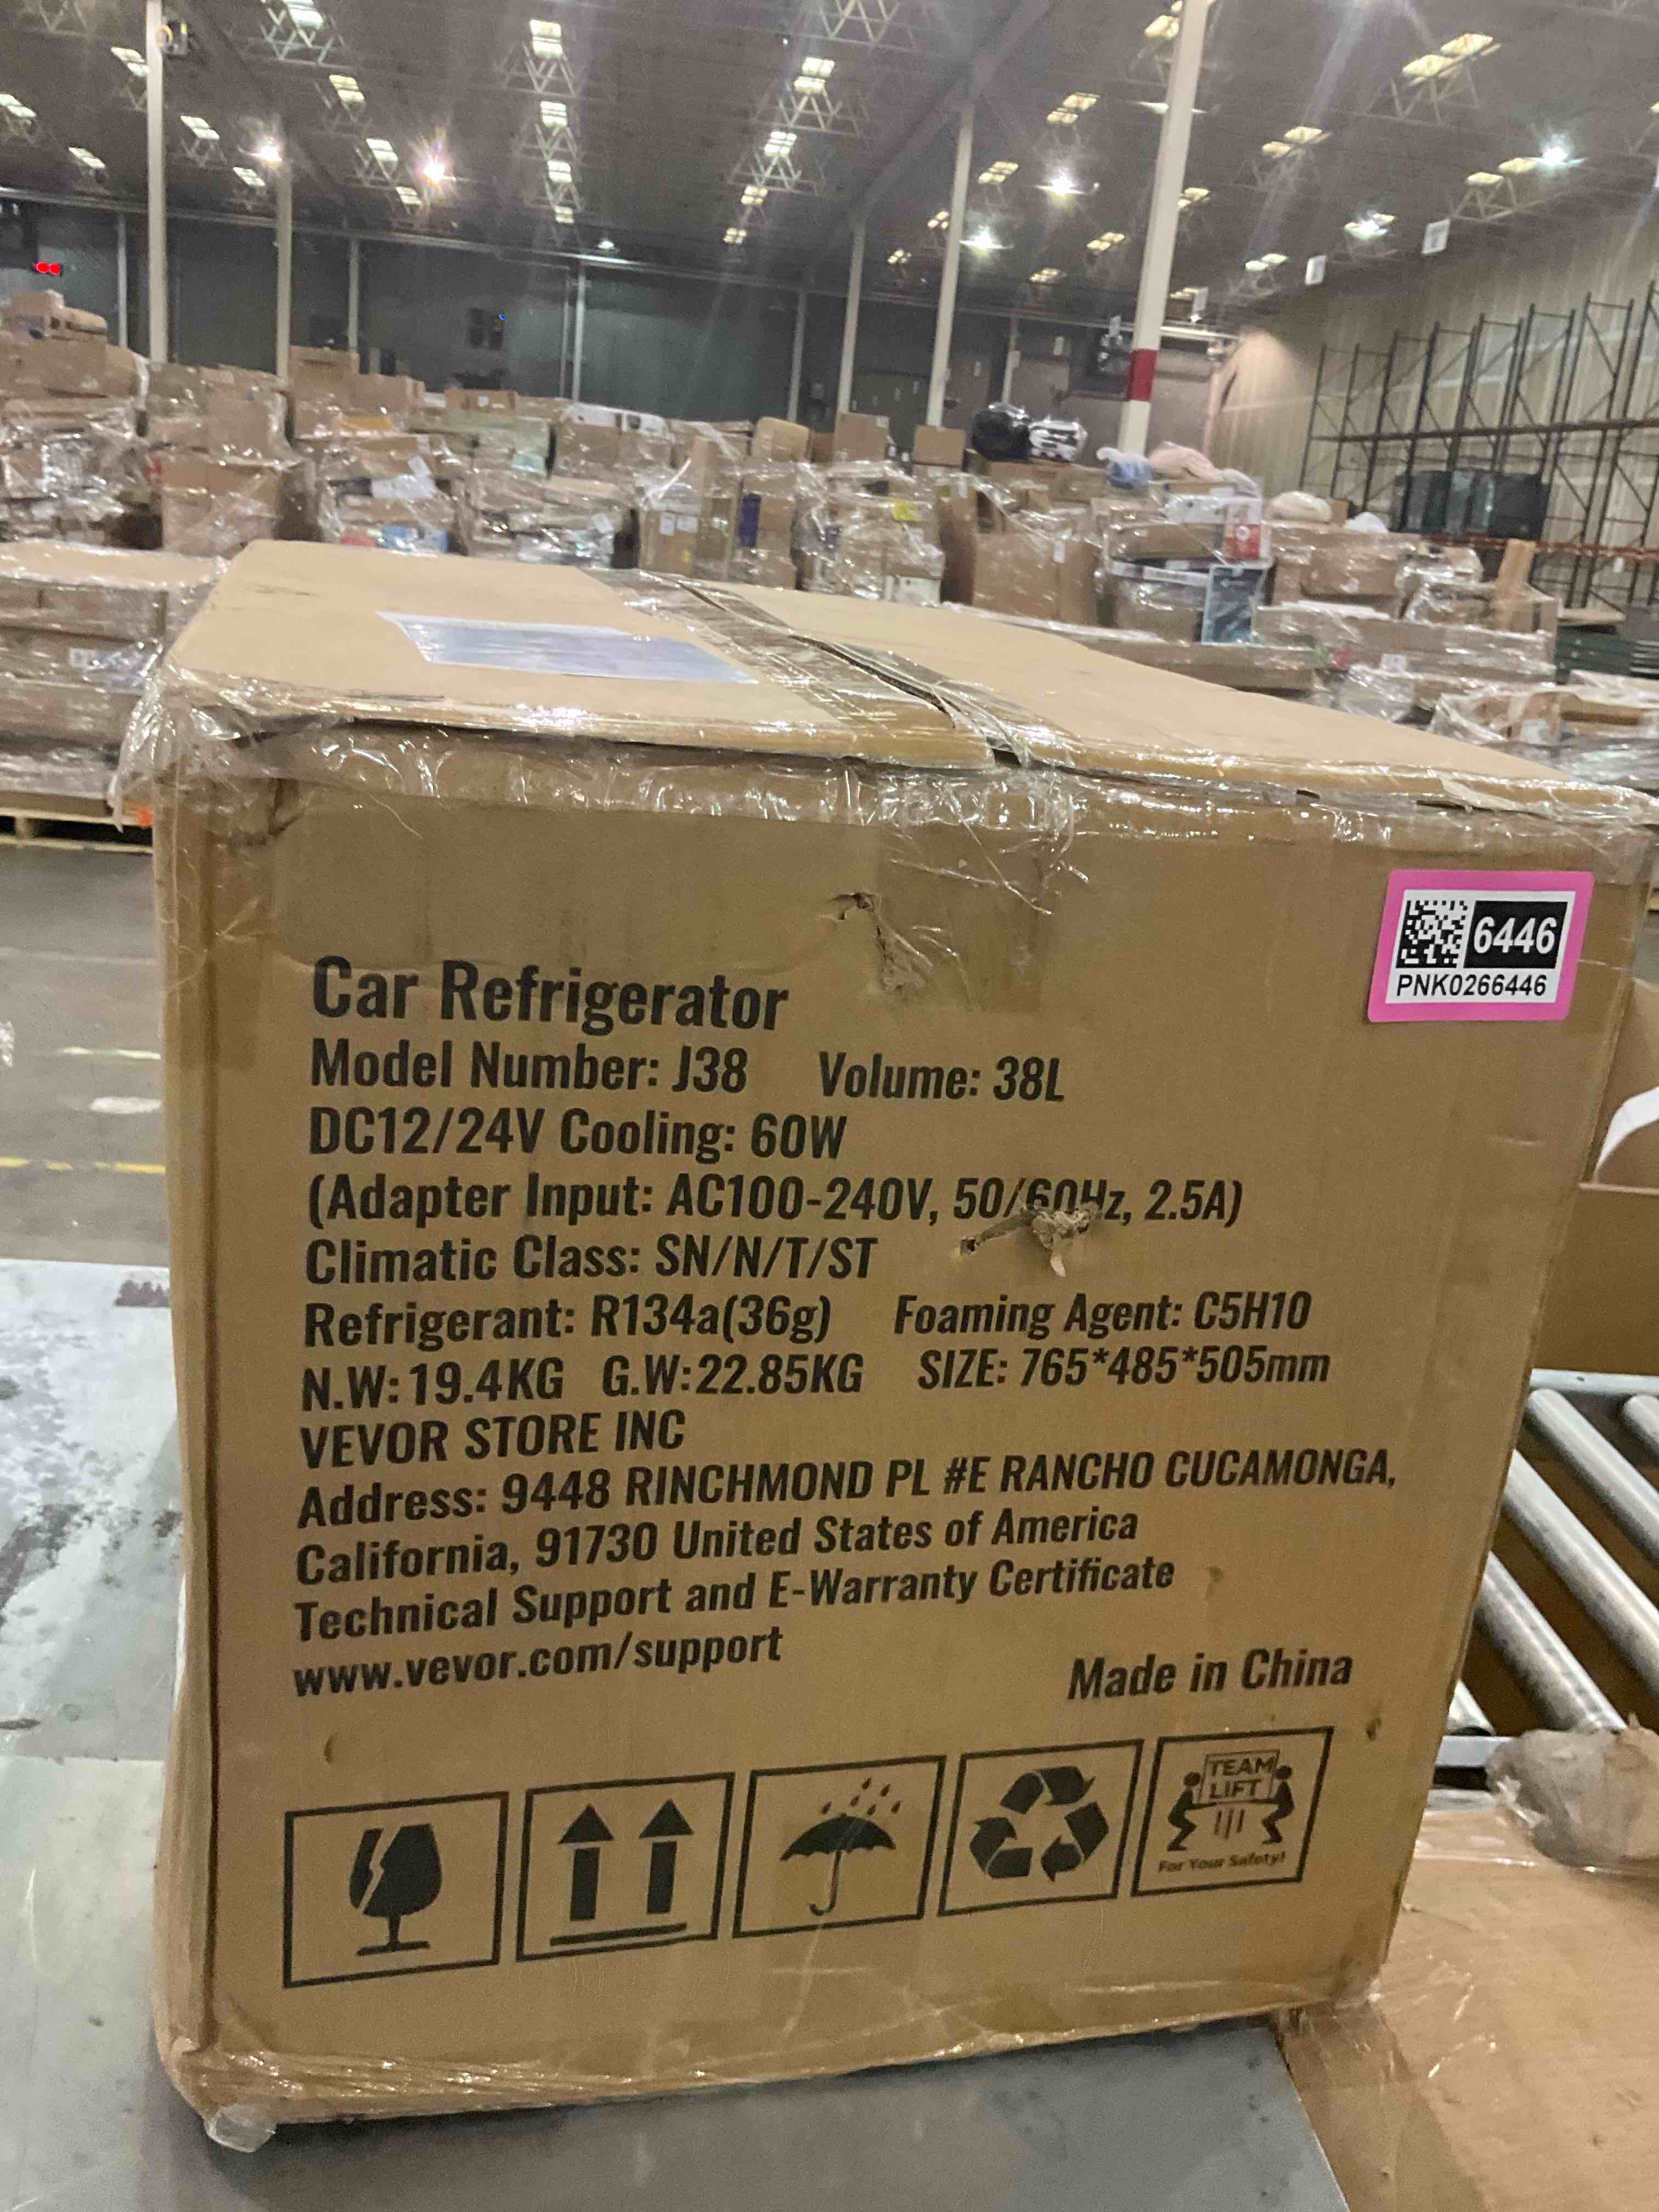 6446
PNK0266446
Car Refrigerator
Model Number: J38 Volume: 38L
DC12/24V Cooling: 60W
(Adapter Input: AC100-240V, 50/60Hz, 2.5A)
Climatic Class: SN/N/T/ST
Refrigerant: R134a(36g) Foaming Agent: C5H10
N.W:19.4KG G.W:22.85KG SIZE: 765*485*505mm
VEVOR STORE INC
Address: 9448 RINCHMOND PL #E RANCHO CUCAMONGA,
California, 91730 United States of America
Technical Support and E-Warranty Certificate
www.vevor.com/support
Made in China
TEAM
LIFT
For Your Safety!